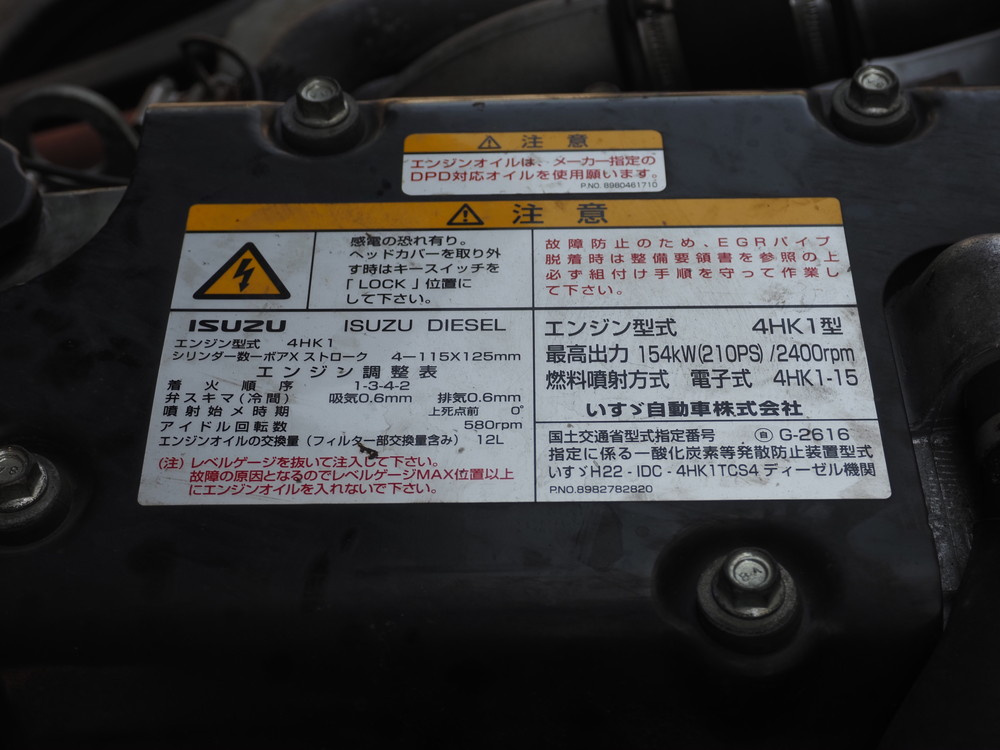 ⚠ 注意
エンジンオイルは、メーカー指定の
DPD対応オイルを使用願います。
P.NO. 8980461710
⚠ 注意
感電の恐れ有り。
ヘッドカバーを取り外
す時はキースイッチを
「LOCK」位置に
して下さい。
故障防止のため、EGRパイプ
脱着時は整備要領書を参照の上
必ず組付け手順を守って作業し
て下さい。
ISUZU ISUZU DIESEL
エンジン型式 4HK1
シリンダー数ーボアX ストローク 4―115X125mm
エンジン調整表
着火順序 1-3-4-2
弁スキマ(冷間) 吸気0.6mm 排気0.6mm
噴射始メ時期 上死点前 0°
アイドル回転数 580rpm
エンジンオイルの交換量(フィルター部交換量含み) 12L
(注) レベルゲージを抜いて注入して下さい。
故障の原因となるのでレベルゲージMAX位置以上
にエンジンオイルを入れないで下さい。
エンジン型式 4HK1型
最高出力 154kW(210PS) /2400rpm
燃料噴射方式 電子式 4HK1-15
いすゞ自動車株式会社
国土交通省型式指定番号 ㊐ G-2616
指定に係る一酸化炭素等発散防止装置型式
いすゞH22 - IDC - 4HK1TCS4 ディーゼル機関
P.NO.8982782820